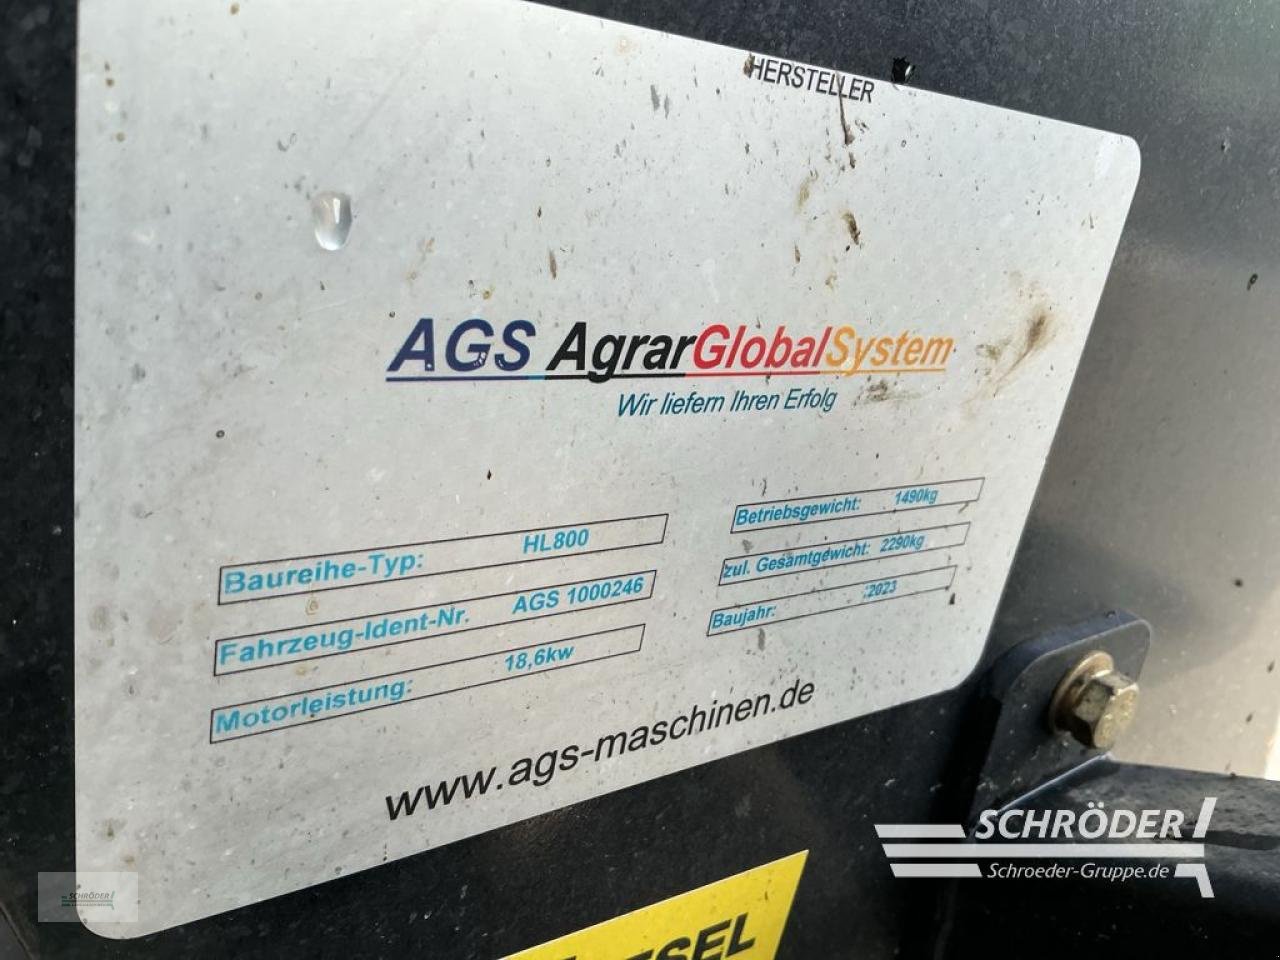 HERSTELLER
AGS AgrarGlobalSystem
Wir liefern Ihren Erfolg
Baureihe-Typ: HL800
Fahrzeug-Ident-Nr. AGS 1000246
Motorleistung: 18,6kw
Betriebsgewicht: 1490kg
zul. Gesamtgewicht: 2290kg
Baujahr: :2023
www.ags-maschinen.de
SCHRÖDER
Schroeder-Gruppe.de
SCHRÖDER